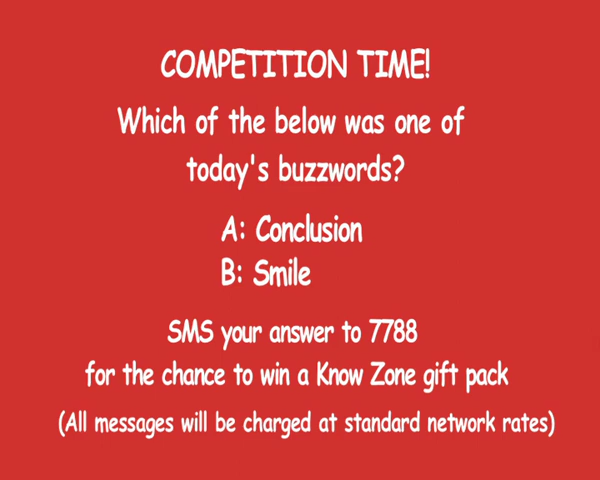 COMPETITION TIME!
Which of the below was one of
today's buzzwords?
A: Conclusion
B: Smile
SMS your answer to 7788
for the chance to win a Know Zone gift pack
(All messages will be charged at standard network rates)